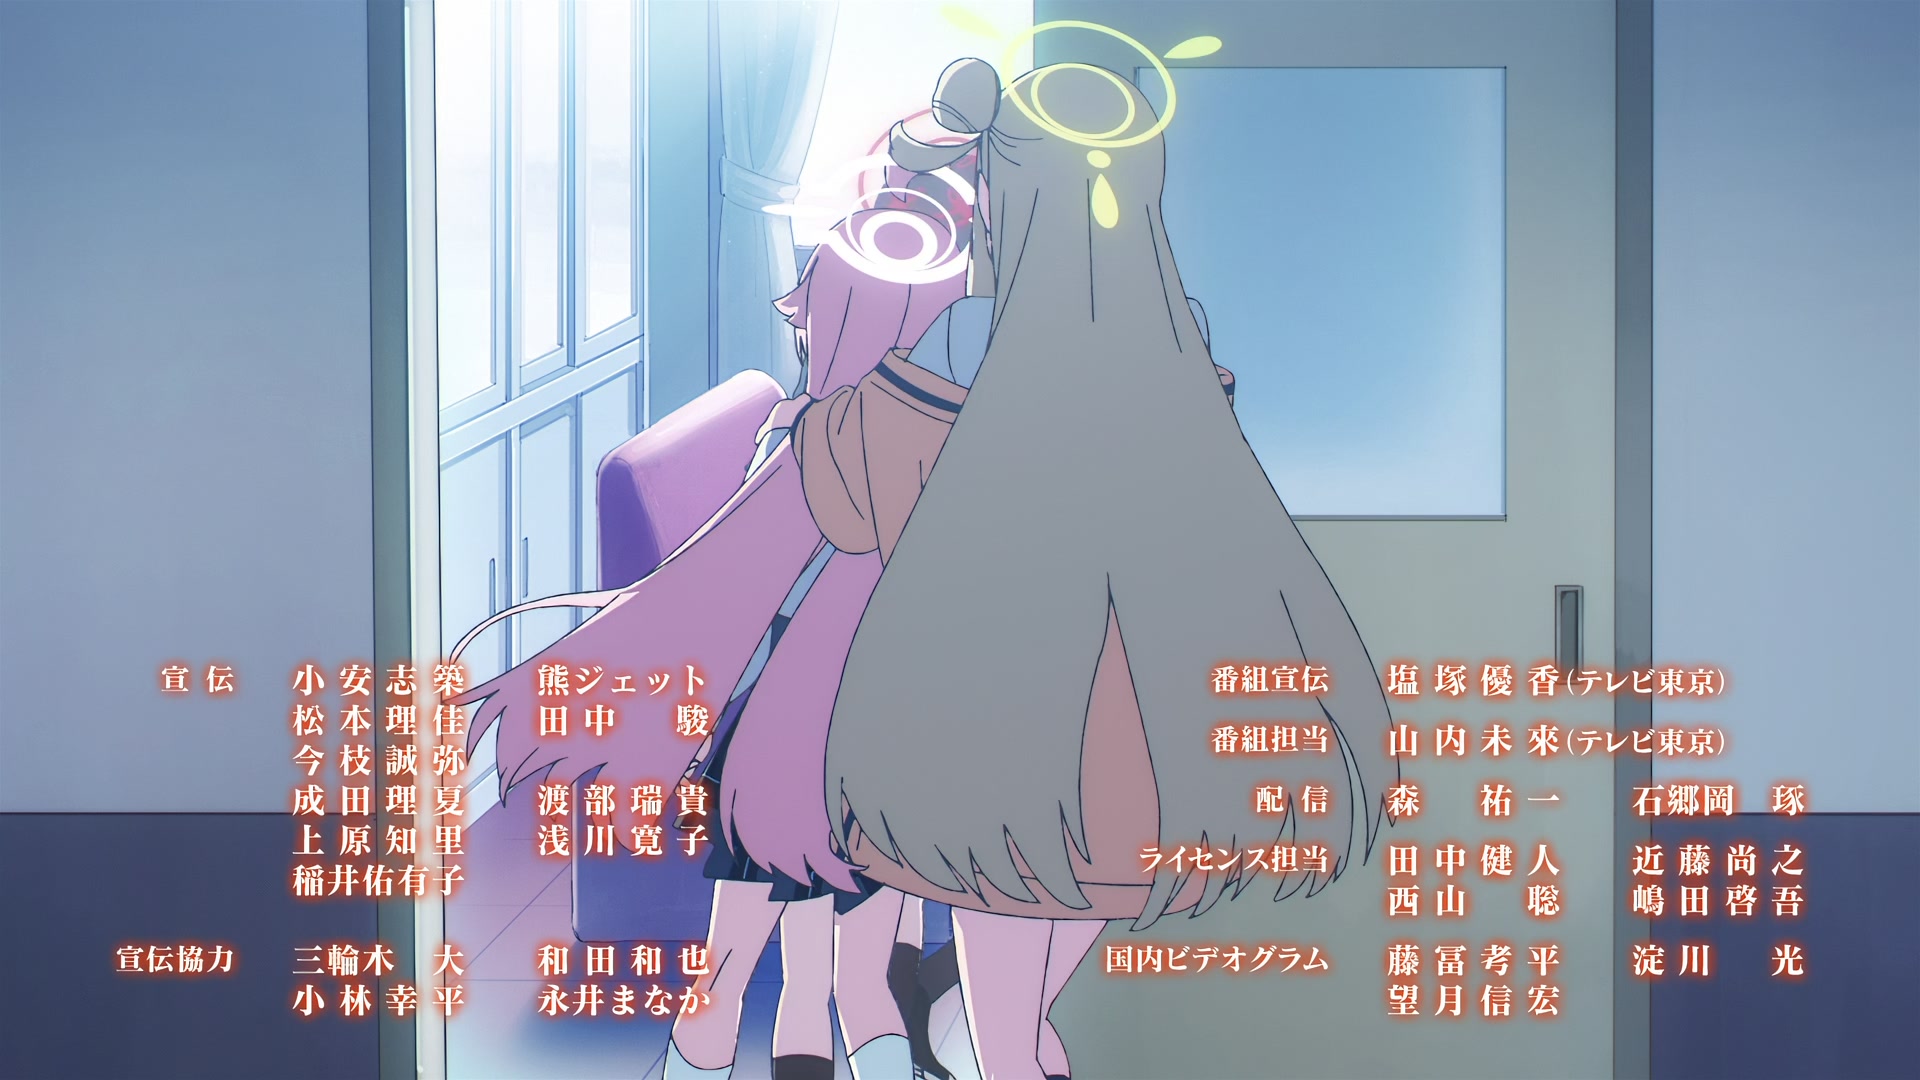 宣伝 小安志築 熊ジェット
松本理佳 田中 駿
今枝誠弥
成田理夏 渡部瑞貴
上原知里 浅川寛子
稲井佑有子
宣伝協力 三輪木 大 和田和也
小林幸平 永井まなか
番組宣伝 塩塚優香(テレビ東京)
番組担当 山内未來(テレビ東京)
配信 森 祐一 石郷岡 琢
ライセンス担当 田中健人 近藤尚之
西山 聡 嶋田啓吾
国内ビデオグラム 藤冨考平 淀川 光
望月信宏